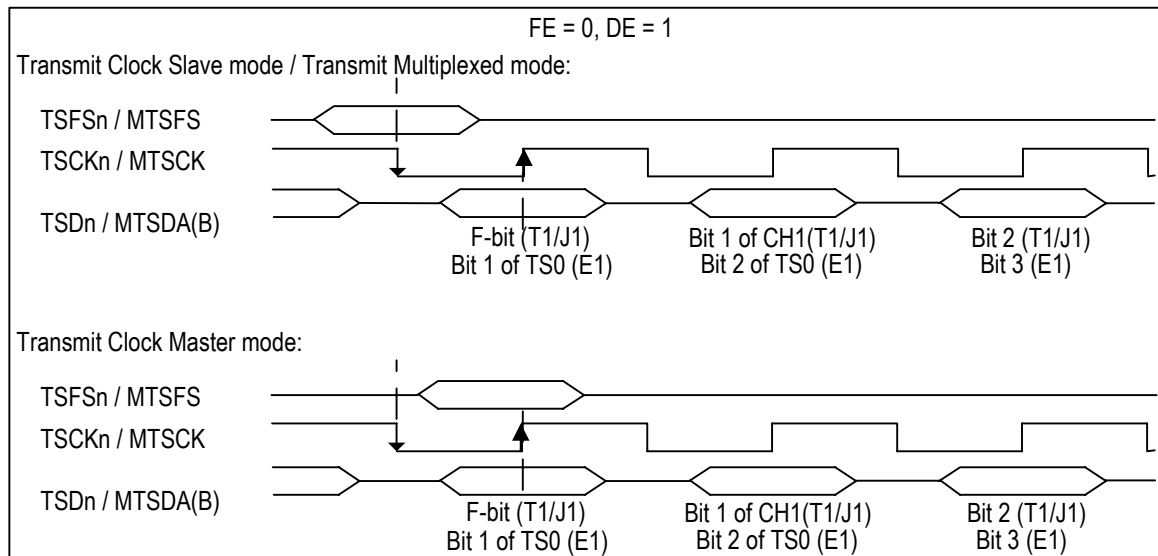 FE = 0, DE = 1
Transmit Clock Slave mode / Transmit Multiplexed mode:
TSFSn / MTSFS
TSCKn / MTSCK
TSDn / MTSDA(B)
F-bit (T1/J1)
Bit 1 of TS0 (E1)
Bit 1 of CH1(T1/J1)
Bit 2 of TS0 (E1)
Bit 2 (T1/J1)
Bit 3 (E1)
Transmit Clock Master mode:
TSFSn / MTSFS
TSCKn / MTSCK
TSDn / MTSDA(B)
F-bit (T1/J1)
Bit 1 of TS0 (E1)
Bit 1 of CH1(T1/J1)
Bit 2 of TS0 (E1)
Bit 2 (T1/J1)
Bit 3 (E1)